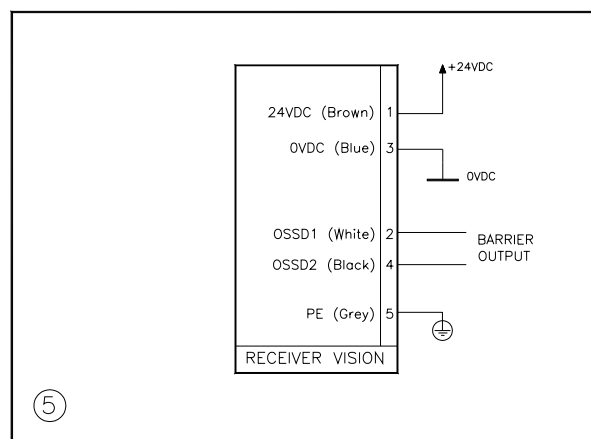 +24VDC
24VDC (Brown) 1
0VDC (Blue) 3
0VDC
OSSD1 (White) 2
BARRIER
OUTPUT
OSSD2 (Black) 4
PE (Grey) 5
RECEIVER VISION
5